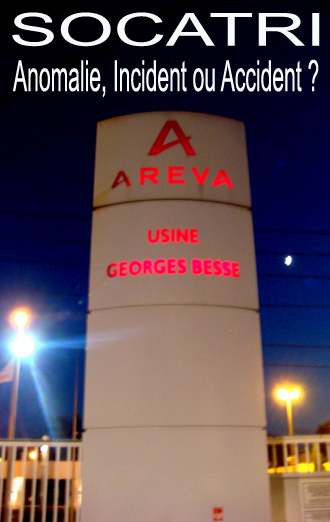 SOCATRI
Anomalie, Incident ou Accident ?
AREVA
USINE
GEORGES BESSE